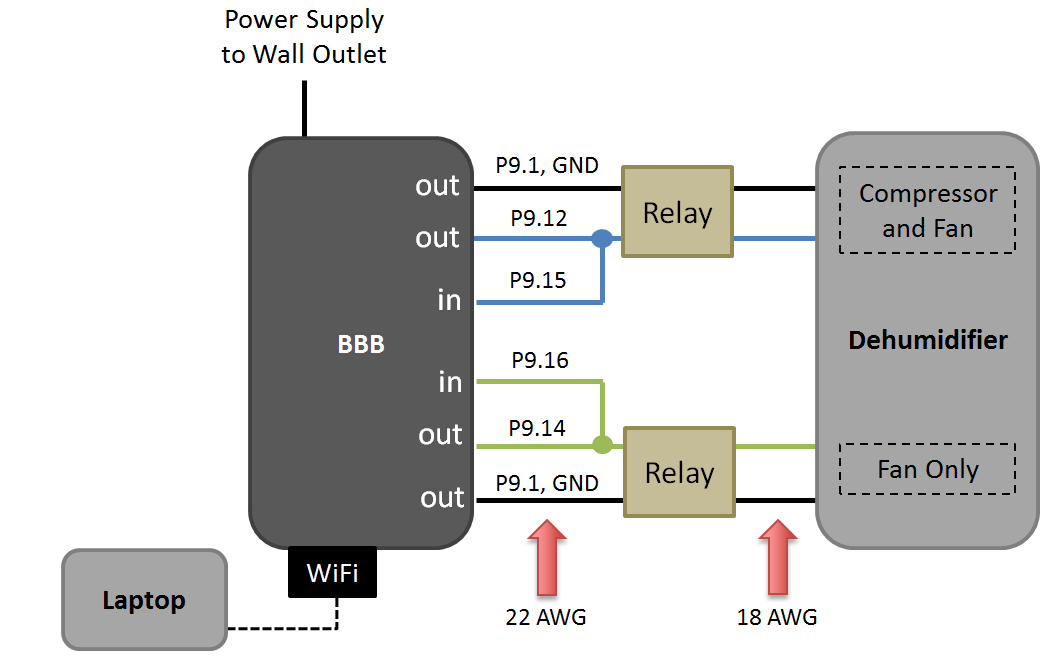 Power Supply
to Wall Outlet
out
P9.1, GND
Relay
Compressor
and Fan
out
P9.12
in
P9.15
BBB
Dehumidifier
in
P9.16
out
P9.14
Relay
Fan Only
out
P9.1, GND
WiFi
Laptop
22 AWG
18 AWG